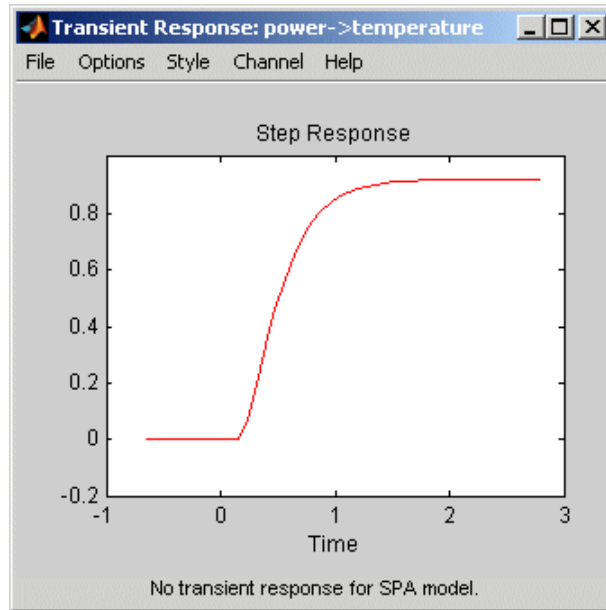 Transient Response: power->temperature
File Options Style Channel Help
Step Response
0.8
0.6
0.4
0.2
0
-0.2
-1 0 1 2 3
Time
No transient response for SPA model.